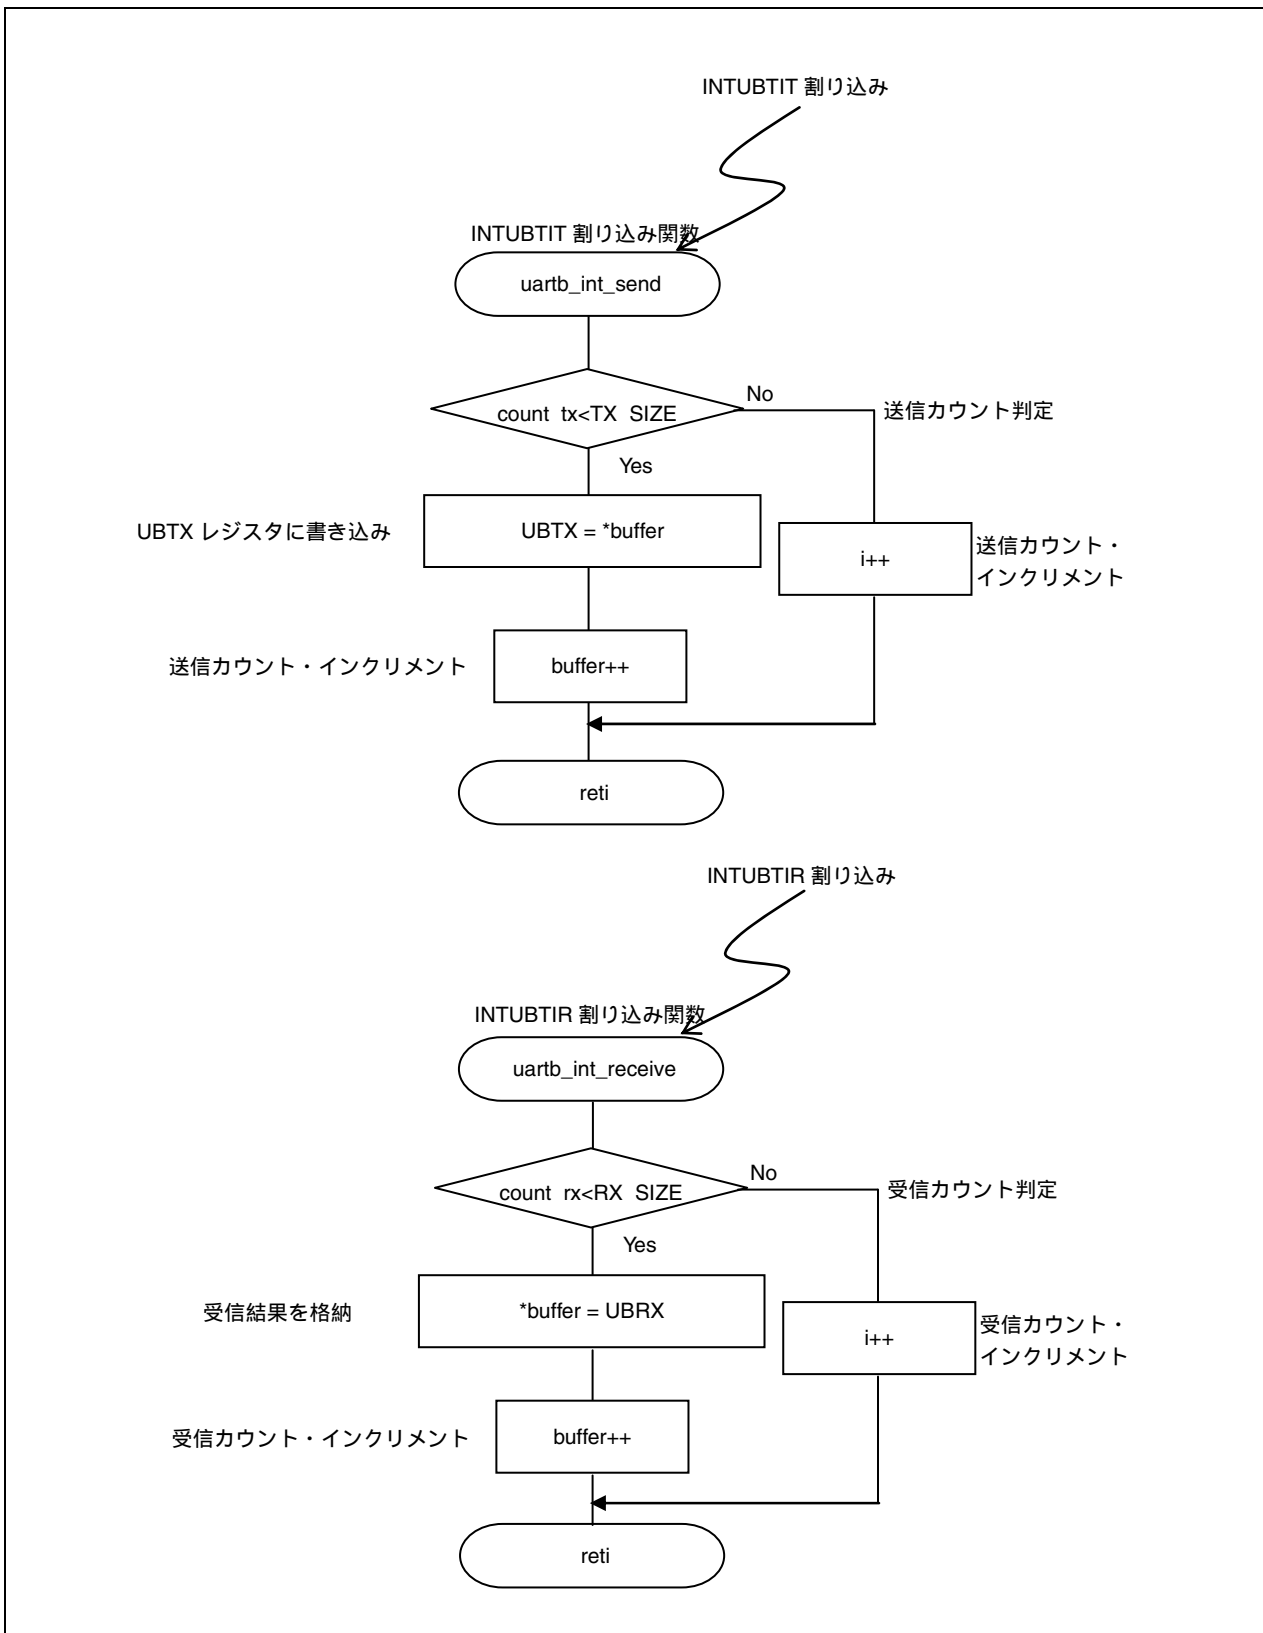 INTUBTIT 割り込み
INTUBTIT 割り込み関数
uartb_int_send
count tx<TX SIZE
No
送信カウント判定
Yes
UBTX レジスタに書き込み
UBTX = *buffer
i++
送信カウント・
インクリメント
送信カウント・インクリメント
buffer++
reti
INTUBTIR 割り込み
INTUBTIR 割り込み関数
uartb_int_receive
count rx<RX SIZE
No
受信カウント判定
Yes
受信結果を格納
*buffer = UBRX
i++
受信カウント・
インクリメント
受信カウント・インクリメント
buffer++
reti